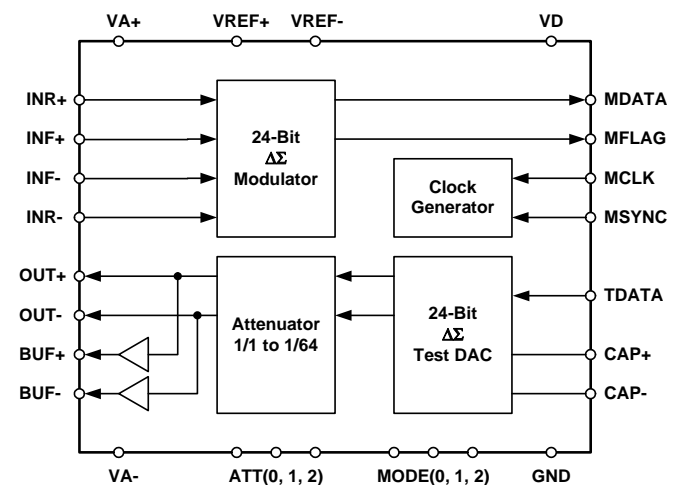 VA+
VREF+
VREF-
VD
INR+
INF+
INF-
INR-
24-Bit
ΔΣ
Modulator
MDATA
MFLAG
Clock
Generator
MCLK
MSYNC
OUT+
OUT-
BUF+
BUF-
Attenuator
1/1 to 1/64
24-Bit
ΔΣ
Test DAC
TDATA
CAP+
CAP-
VA-
ATT(0, 1, 2)
MODE(0, 1, 2)
GND